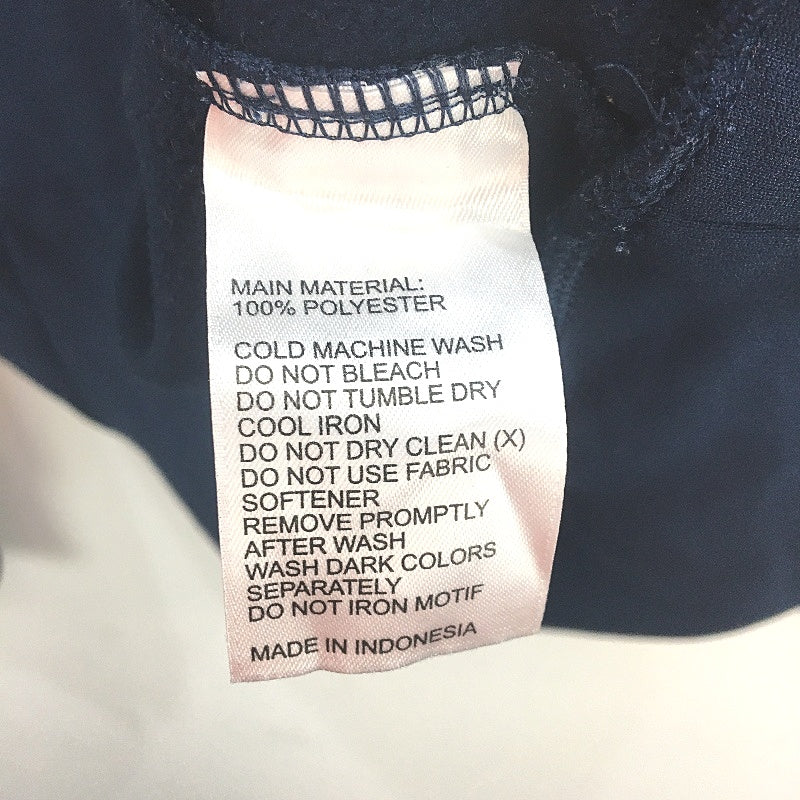 MAIN MATERIAL:
100% POLYESTER
COLD MACHINE WASH
DO NOT BLEACH
DO NOT TUMBLE DRY
COOL IRON
DO NOT DRY CLEAN (X)
DO NOT USE FABRIC
SOFTENER
REMOVE PROMPTLY
AFTER WASH
WASH DARK COLORS
SEPARATELY
DO NOT IRON MOTIF
MADE IN INDONESIA